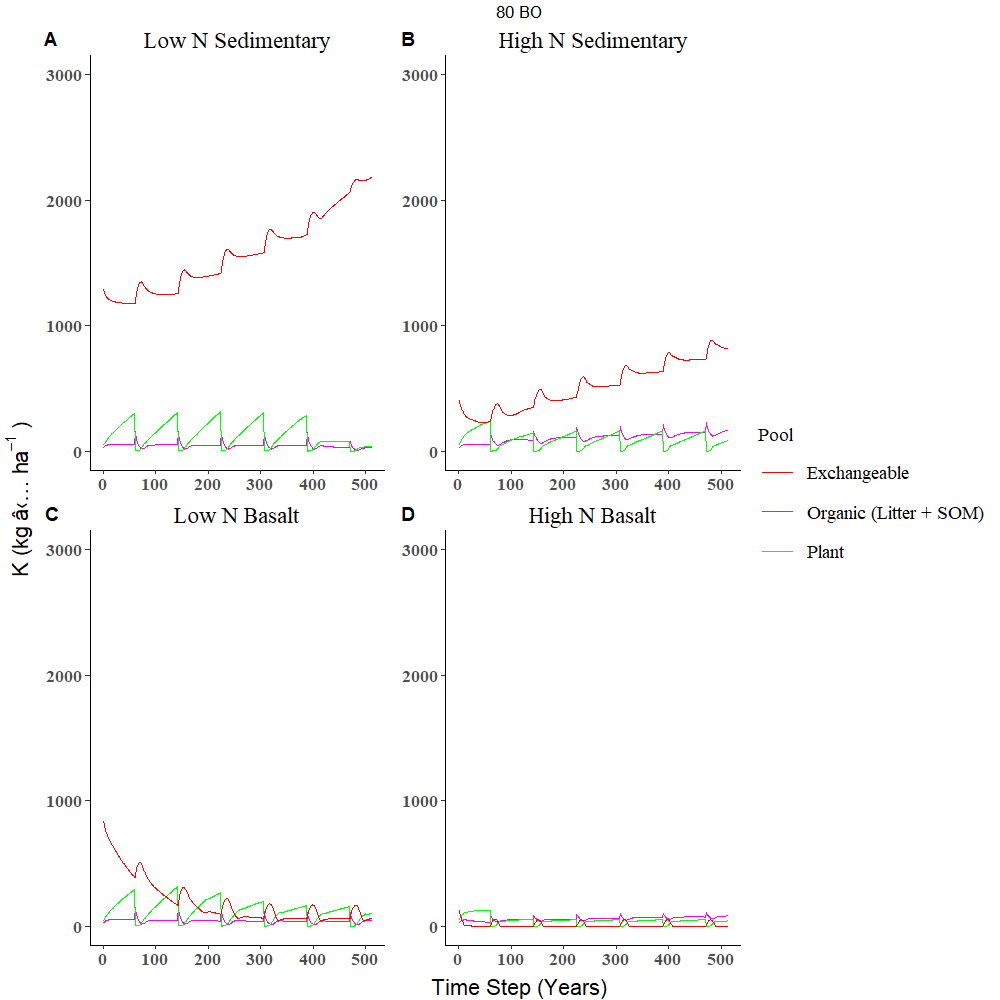 80 BO
A Low N Sedimentary
B High N Sedimentary
3000
2000
1000
0
0 100 200 300 400 500
3000
2000
1000
0
0 100 200 300 400 500
C Low N Basalt
D High N Basalt
3000
2000
1000
0
0 100 200 300 400 500
3000
2000
1000
0
0 100 200 300 400 500
K (kg â‹… ha⁻¹ )
Time Step (Years)
Pool
Exchangeable
Organic (Litter + SOM)
Plant